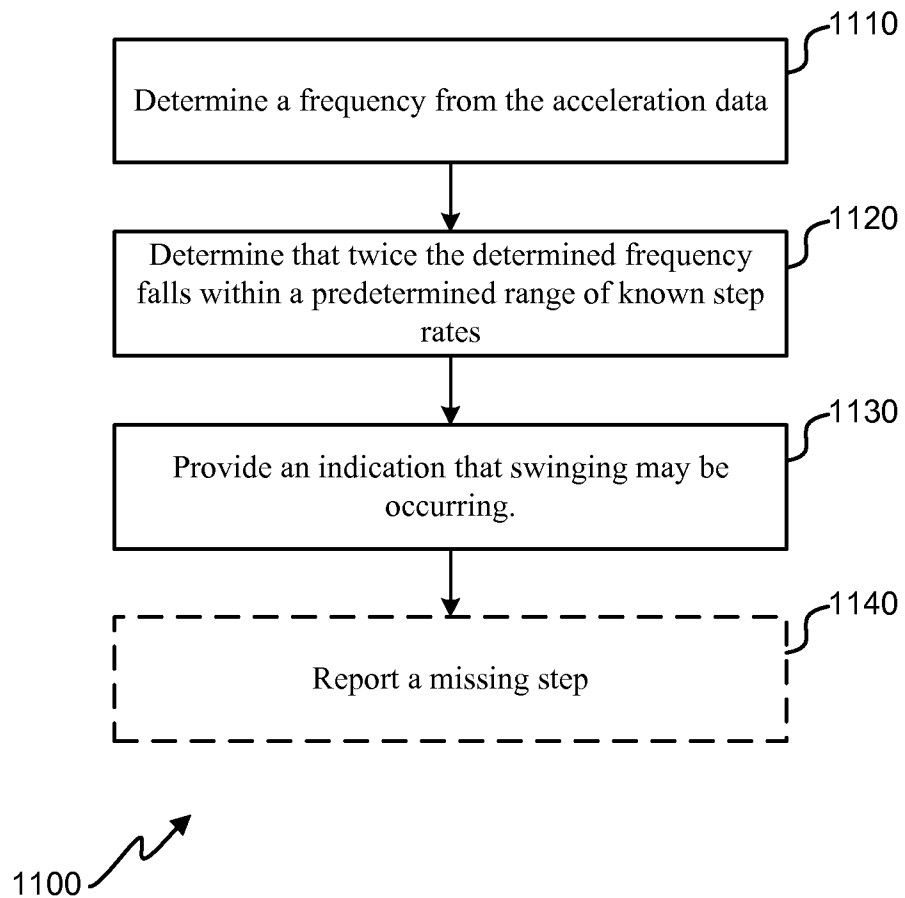 1110
Determine a frequency from the acceleration data
1120
Determine that twice the determined frequency
falls within a predetermined range of known step
rates
1130
Provide an indication that swinging may be
occurring.
1140
Report a missing step
1100